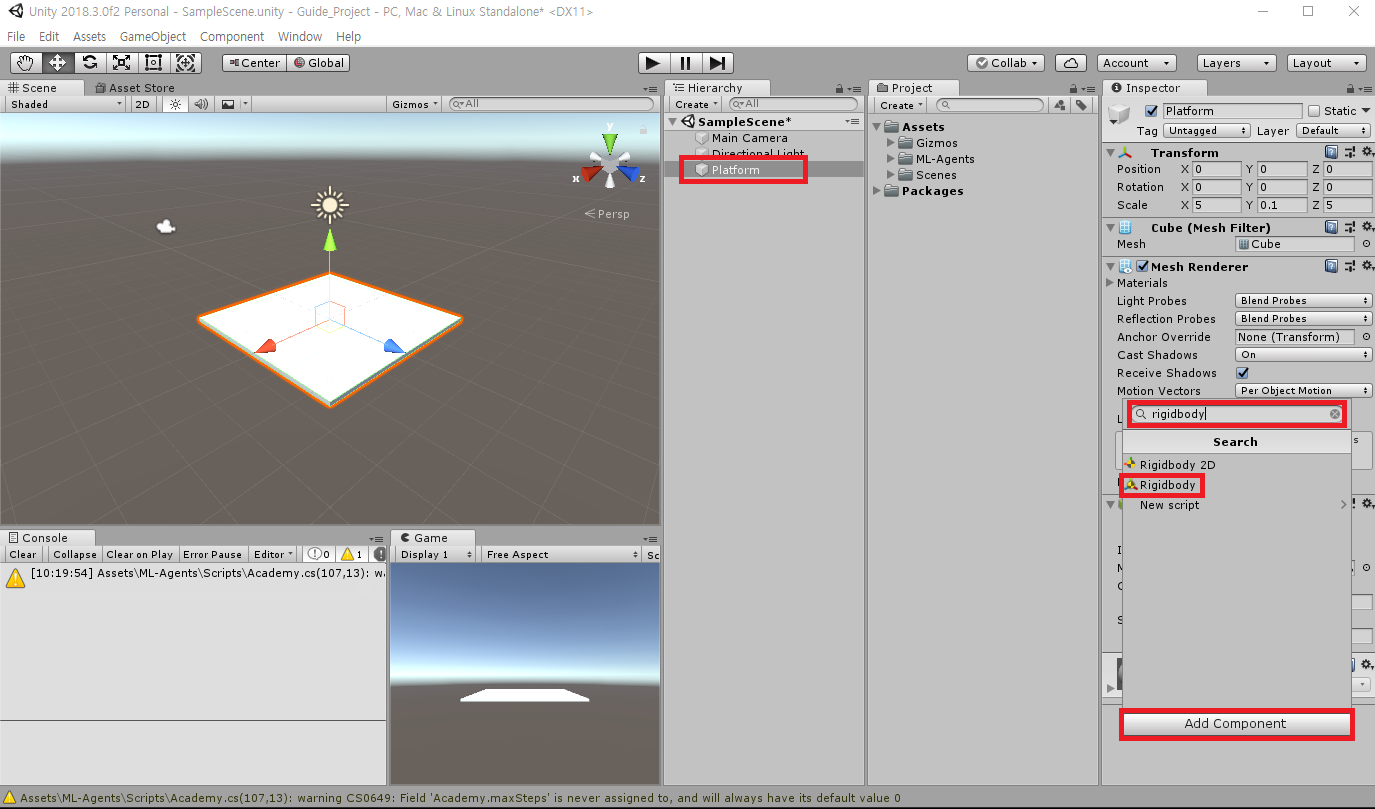 Unity 2018.3.0f2 Personal - SampleScene.unity - Guide_Project - PC, Mac & Linux Standalone* <DX11>
File Edit Assets GameObject Component Window Help
Center Global
Collab Account Layers Layout
Scene Asset Store
Shaded 2D Gizmos All
y
x z
Persp
Hierarchy
Create All
SampleScene*
Main Camera
Directional Light
Platform
Project
Create
Assets
Gizmos
ML-Agents
Scenes
Packages
Inspector
Platform Static
Tag Untagged Layer Default
Transform
Position X 0 Y 0 Z 0
Rotation X 0 Y 0 Z 0
Scale X 5 Y 0.1 Z 5
Cube (Mesh Filter)
Mesh Cube
Mesh Renderer
Materials
Light Probes Blend Probes
Reflection Probes Blend Probes
Anchor Override None (Transform)
Cast Shadows On
Receive Shadows
Motion Vectors Per Object Motion
rigidbody
Search
Rigidbody 2D
Rigidbody
New script
Add Component
Console
Clear Collapse Clear on Play Error Pause Editor 0 1
[10:19:54] Assets\ML-Agents\Scripts\Academy.cs(107,13): wa
Game
Display 1 Free Aspect Sc
Assets\ML-Agents\Scripts\Academy.cs(107,13): warning CS0649: Field 'Academy.maxSteps' is never assigned to, and will always have its default value 0